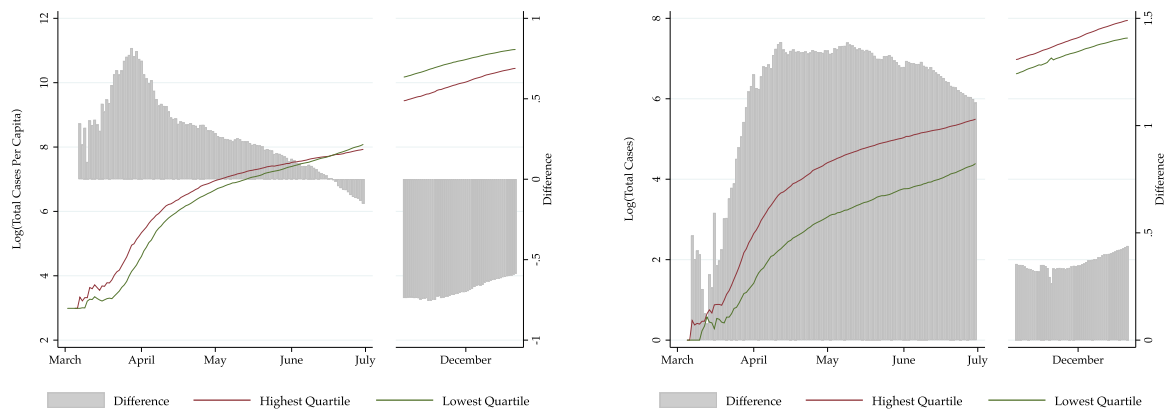 12
10
8
6
4
2
Log(Total Cases Per Capita)
1
.5
0
-.5
-1
Difference
March April May June July December
Difference Highest Quartile Lowest Quartile
8
6
4
2
0
Log(Total Cases)
1.5
1
.5
0
Difference
March April May June July December
Difference Highest Quartile Lowest Quartile